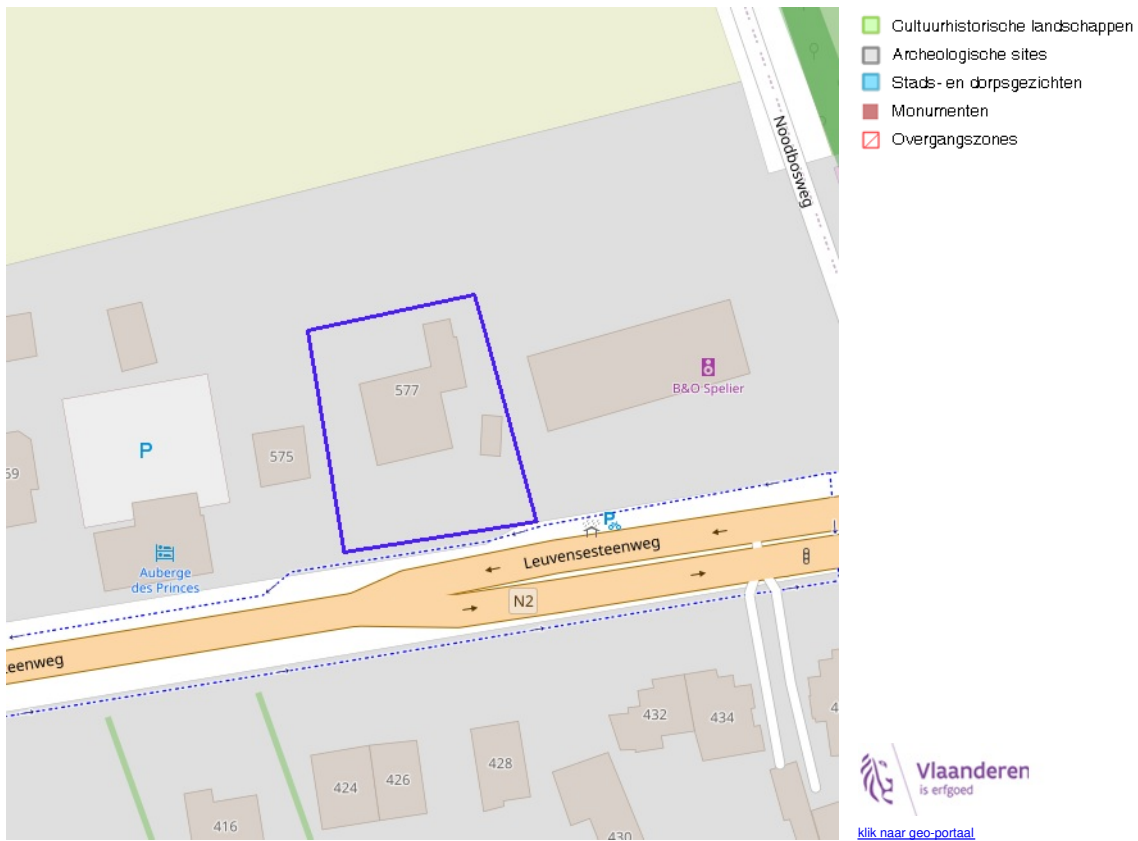 Cultuurhistorische landschappen
Archeologische sites
Stads- en dorpsgezichten
Monumenten
Overgangszones
Noodbosweg
577
B&O Spelier
P
575
59
P
Auberge
des Princes
Leuvensesteenweg
N2
eenweg
432
434
4
428
424
426
416
430
Vlaanderen
is erfgoed
klik naar geo-portaal